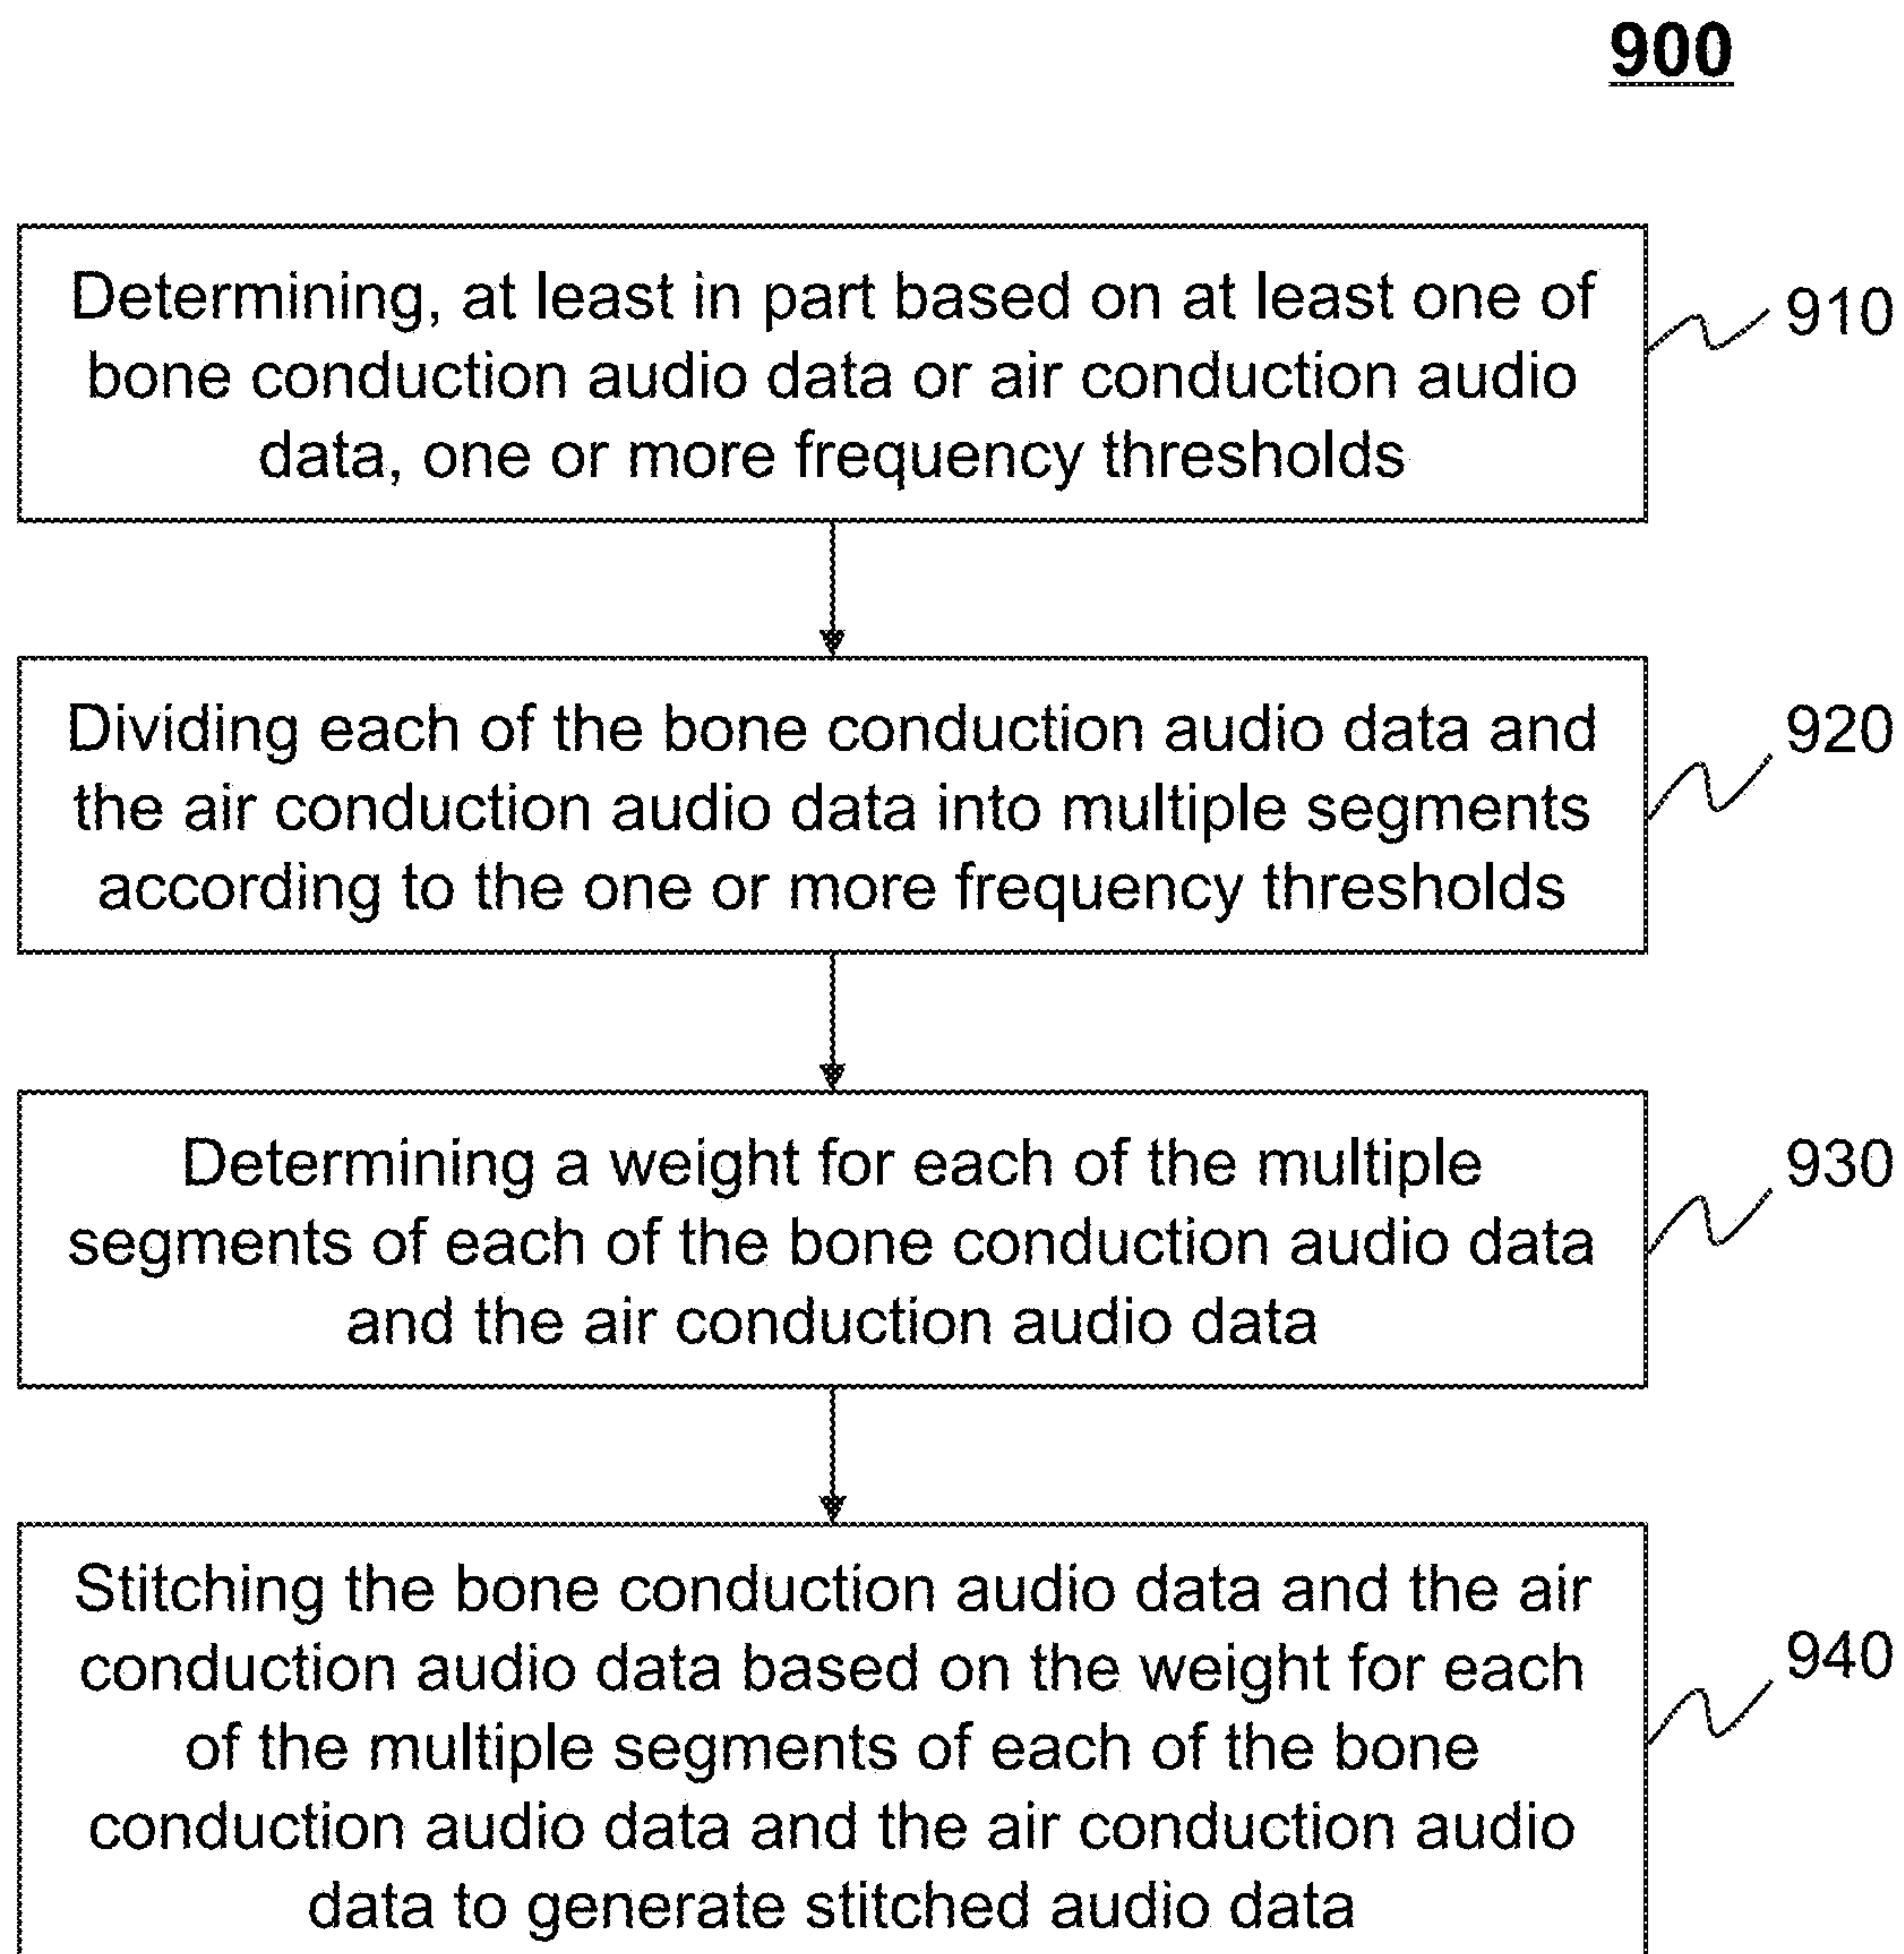 900
Determining, at least in part based on at least one of
bone conduction audio data or air conduction audio
data, one or more frequency thresholds
910
Dividing each of the bone conduction audio data and
the air conduction audio data into multiple segments
according to the one or more frequency thresholds
920
Determining a weight for each of the multiple
segments of each of the bone conduction audio data
and the air conduction audio data
930
Stitching the bone conduction audio data and the air
conduction audio data based on the weight for each
of the multiple segments of each of the bone
conduction audio data and the air conduction audio
data to generate stitched audio data
940